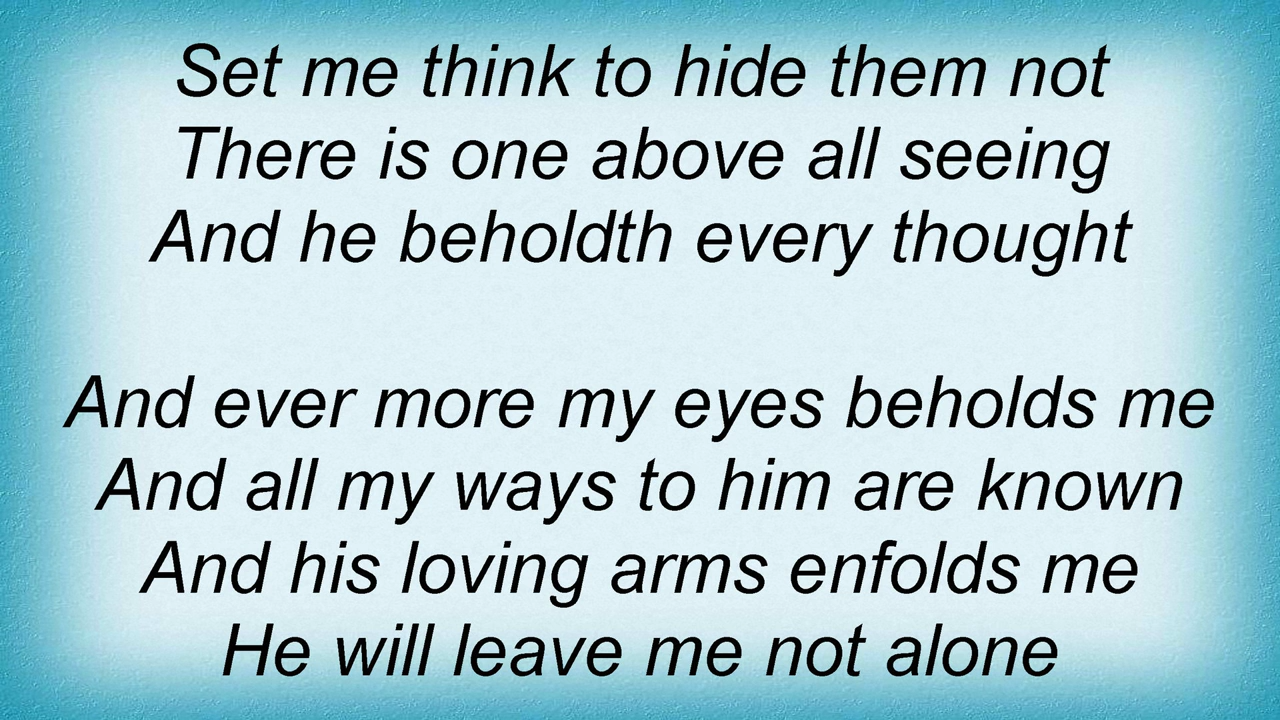 Set me think to hide them not
There is one above all seeing
And he beholdth every thought
And ever more my eyes beholds me
And all my ways to him are known
And his loving arms enfolds me
He will leave me not alone